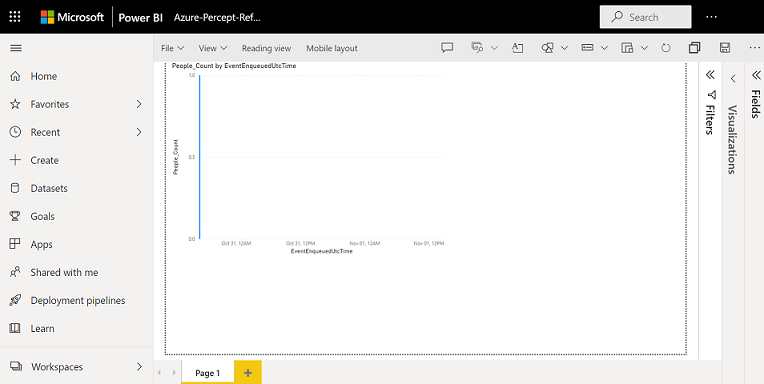 Microsoft Power BI Azure-Percept-Ref... Search ...
File View Reading view Mobile layout ...
Home
Favorites
Recent
Create
Datasets
Goals
Apps
Shared with me
Deployment pipelines
Learn
Workspaces
People_Count by EventEnqueuedUtcTime
1.0
0.5
0.0
People_Count
Oct 31, 12AM Oct 31, 12PM Nov 01, 12AM Nov 01, 12PM
EventEnqueuedUtcTime
Filters
Visualizations
Fields
Page 1 +